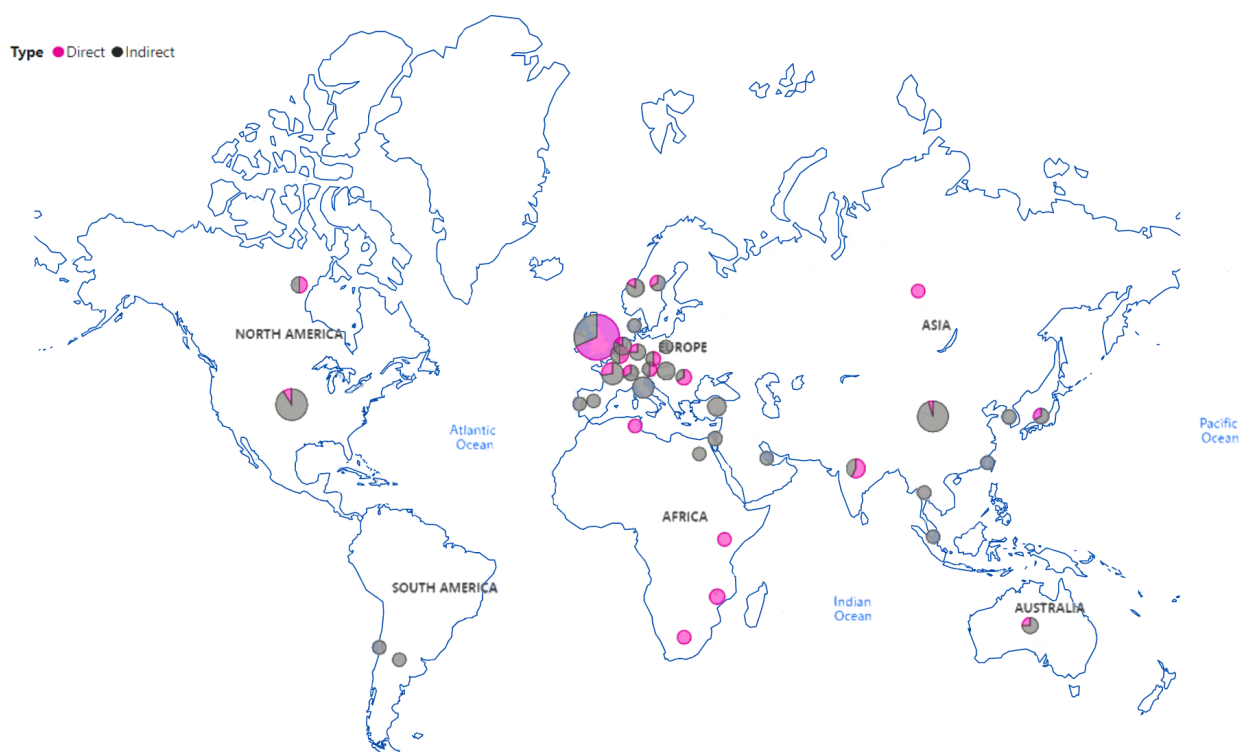 Type Direct Indirect
NORTH AMERICA
ASIA
EUROPE
Atlantic
Ocean
Pacific
Ocean
AFRICA
SOUTH AMERICA
Indian
Ocean
AUSTRALIA